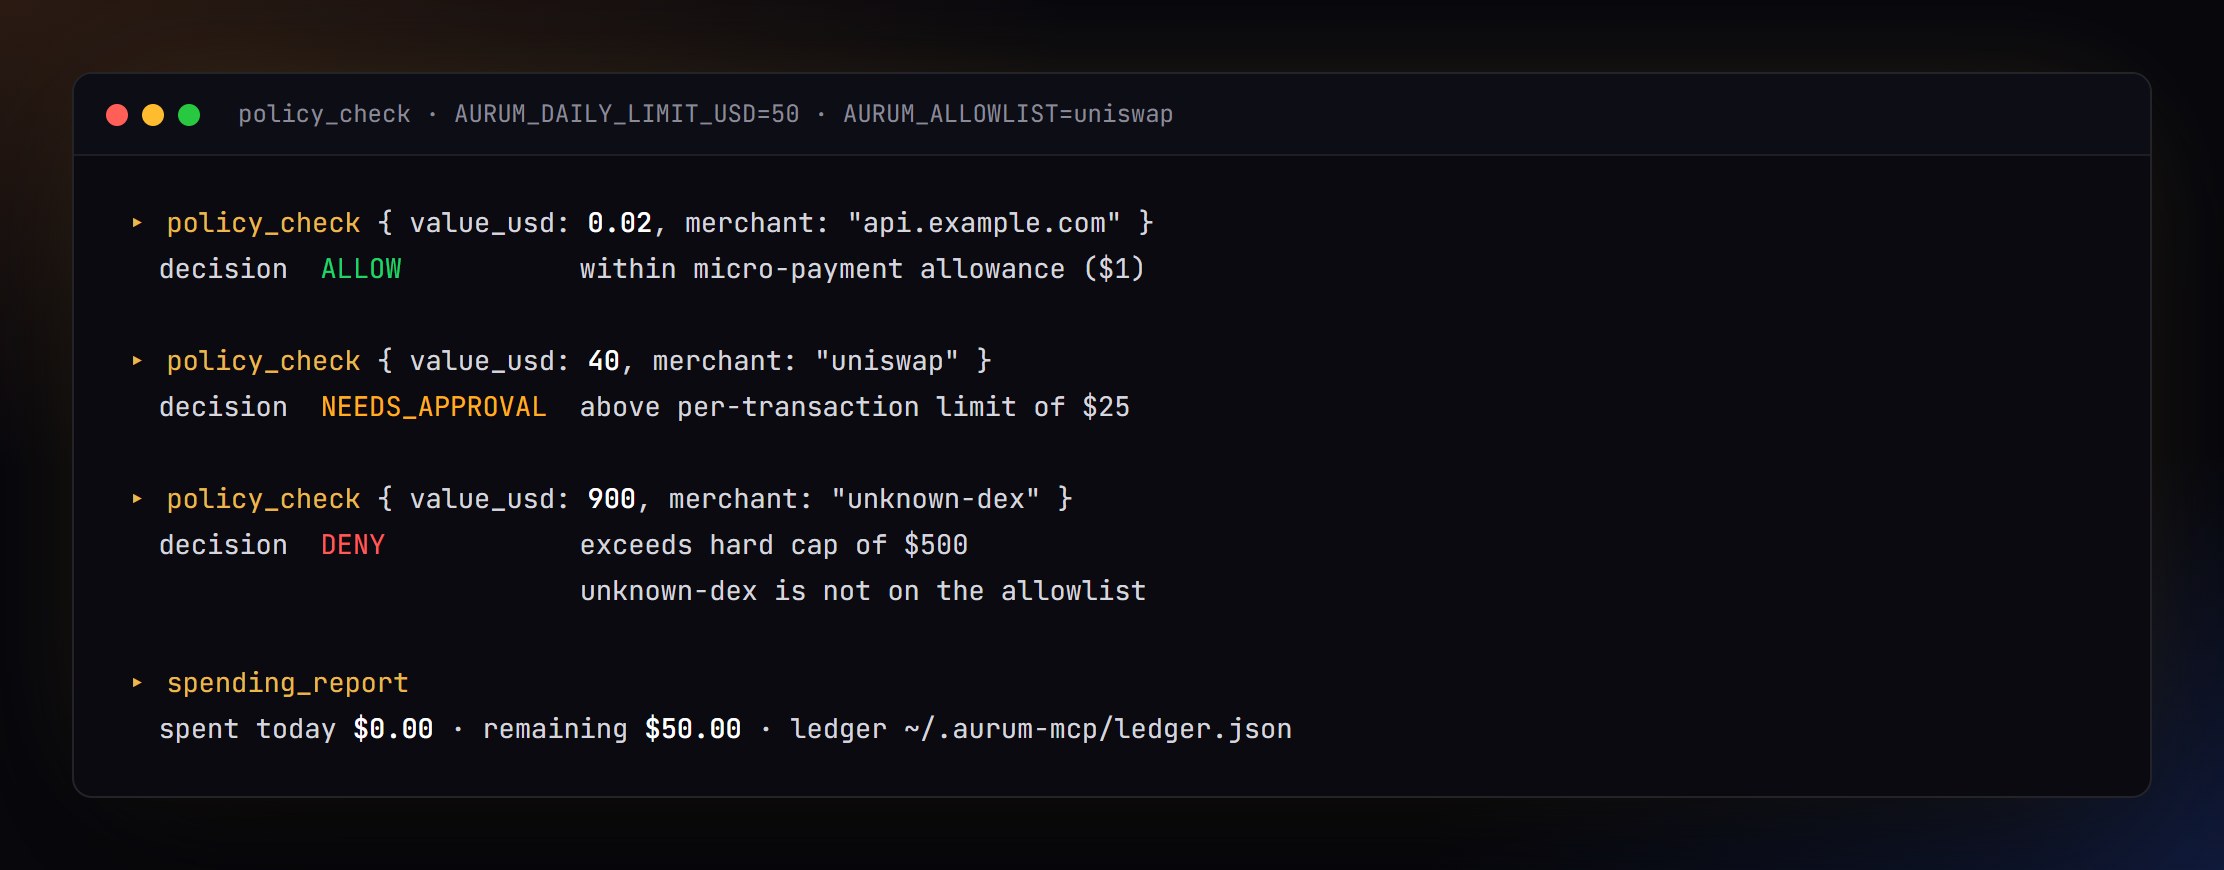 policy_check · AURUM_DAILY_LIMIT_USD=50 · AURUM_ALLOWLIST=uniswap
▸ policy_check { value_usd: 0.02, merchant: "api.example.com" }
decision ALLOW within micro-payment allowance ($1)
▸ policy_check { value_usd: 40, merchant: "uniswap" }
decision NEEDS_APPROVAL above per-transaction limit of $25
▸ policy_check { value_usd: 900, merchant: "unknown-dex" }
decision DENY exceeds hard cap of $500
unknown-dex is not on the allowlist
▸ spending_report
spent today $0.00 · remaining $50.00 · ledger ~/.aurum-mcp/ledger.json